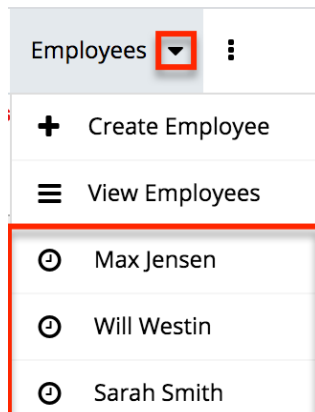 Employees
Create Employee
View Employees
Max Jensen
Will Westin
Sarah Smith